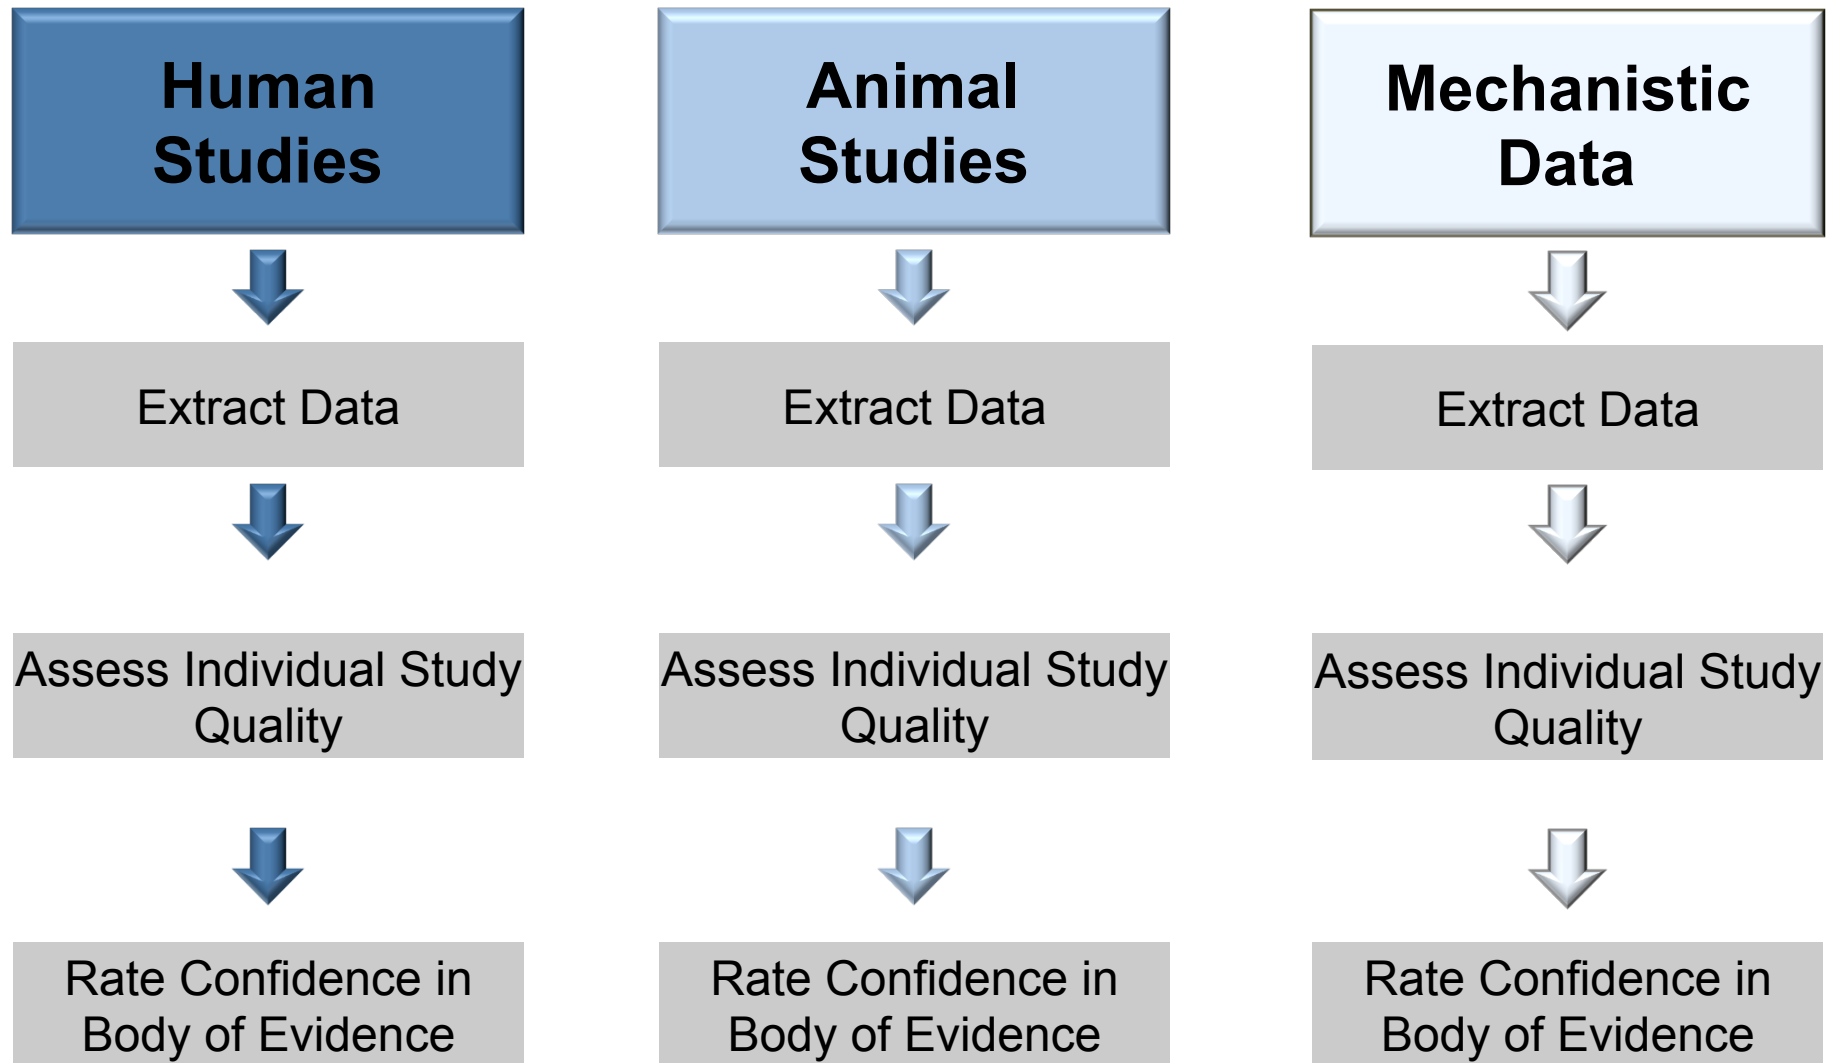 Human
Studies
Animal
Studies
Mechanistic
Data
Extract Data
Extract Data
Extract Data
Assess Individual Study
Quality
Assess Individual Study
Quality
Assess Individual Study
Quality
Rate Confidence in
Body of Evidence
Rate Confidence in
Body of Evidence
Rate Confidence in
Body of Evidence